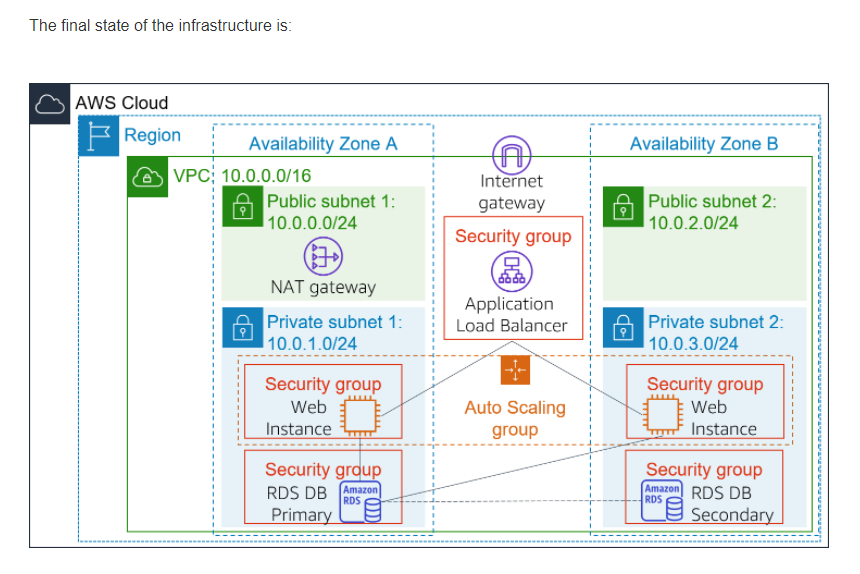 The final state of the infrastructure is:
AWS Cloud
Region
Availability Zone A
Availability Zone B
VPC: 10.0.0.0/16
Internet
gateway
Public subnet 1:
10.0.0.0/24
NAT gateway
Public subnet 2:
10.0.2.0/24
Security group
Application
Load Balancer
Private subnet 1:
10.0.1.0/24
Private subnet 2:
10.0.3.0/24
Security group
Web
Instance
Auto Scaling
group
Security group
Web
Instance
Security group
RDS DB
Primary
Amazon
RDS
Security group
Amazon
RDS
RDS DB
Secondary